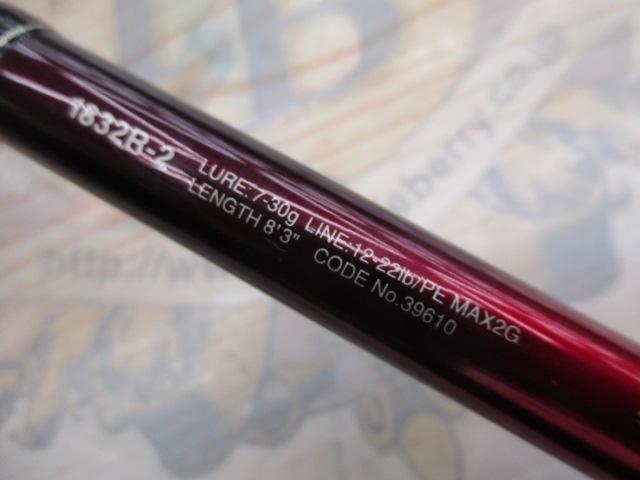 1832R-2
LURE:7-30g LINE:12-22lb/PE MAX2G
LENGTH 8'3" CODE No.39610